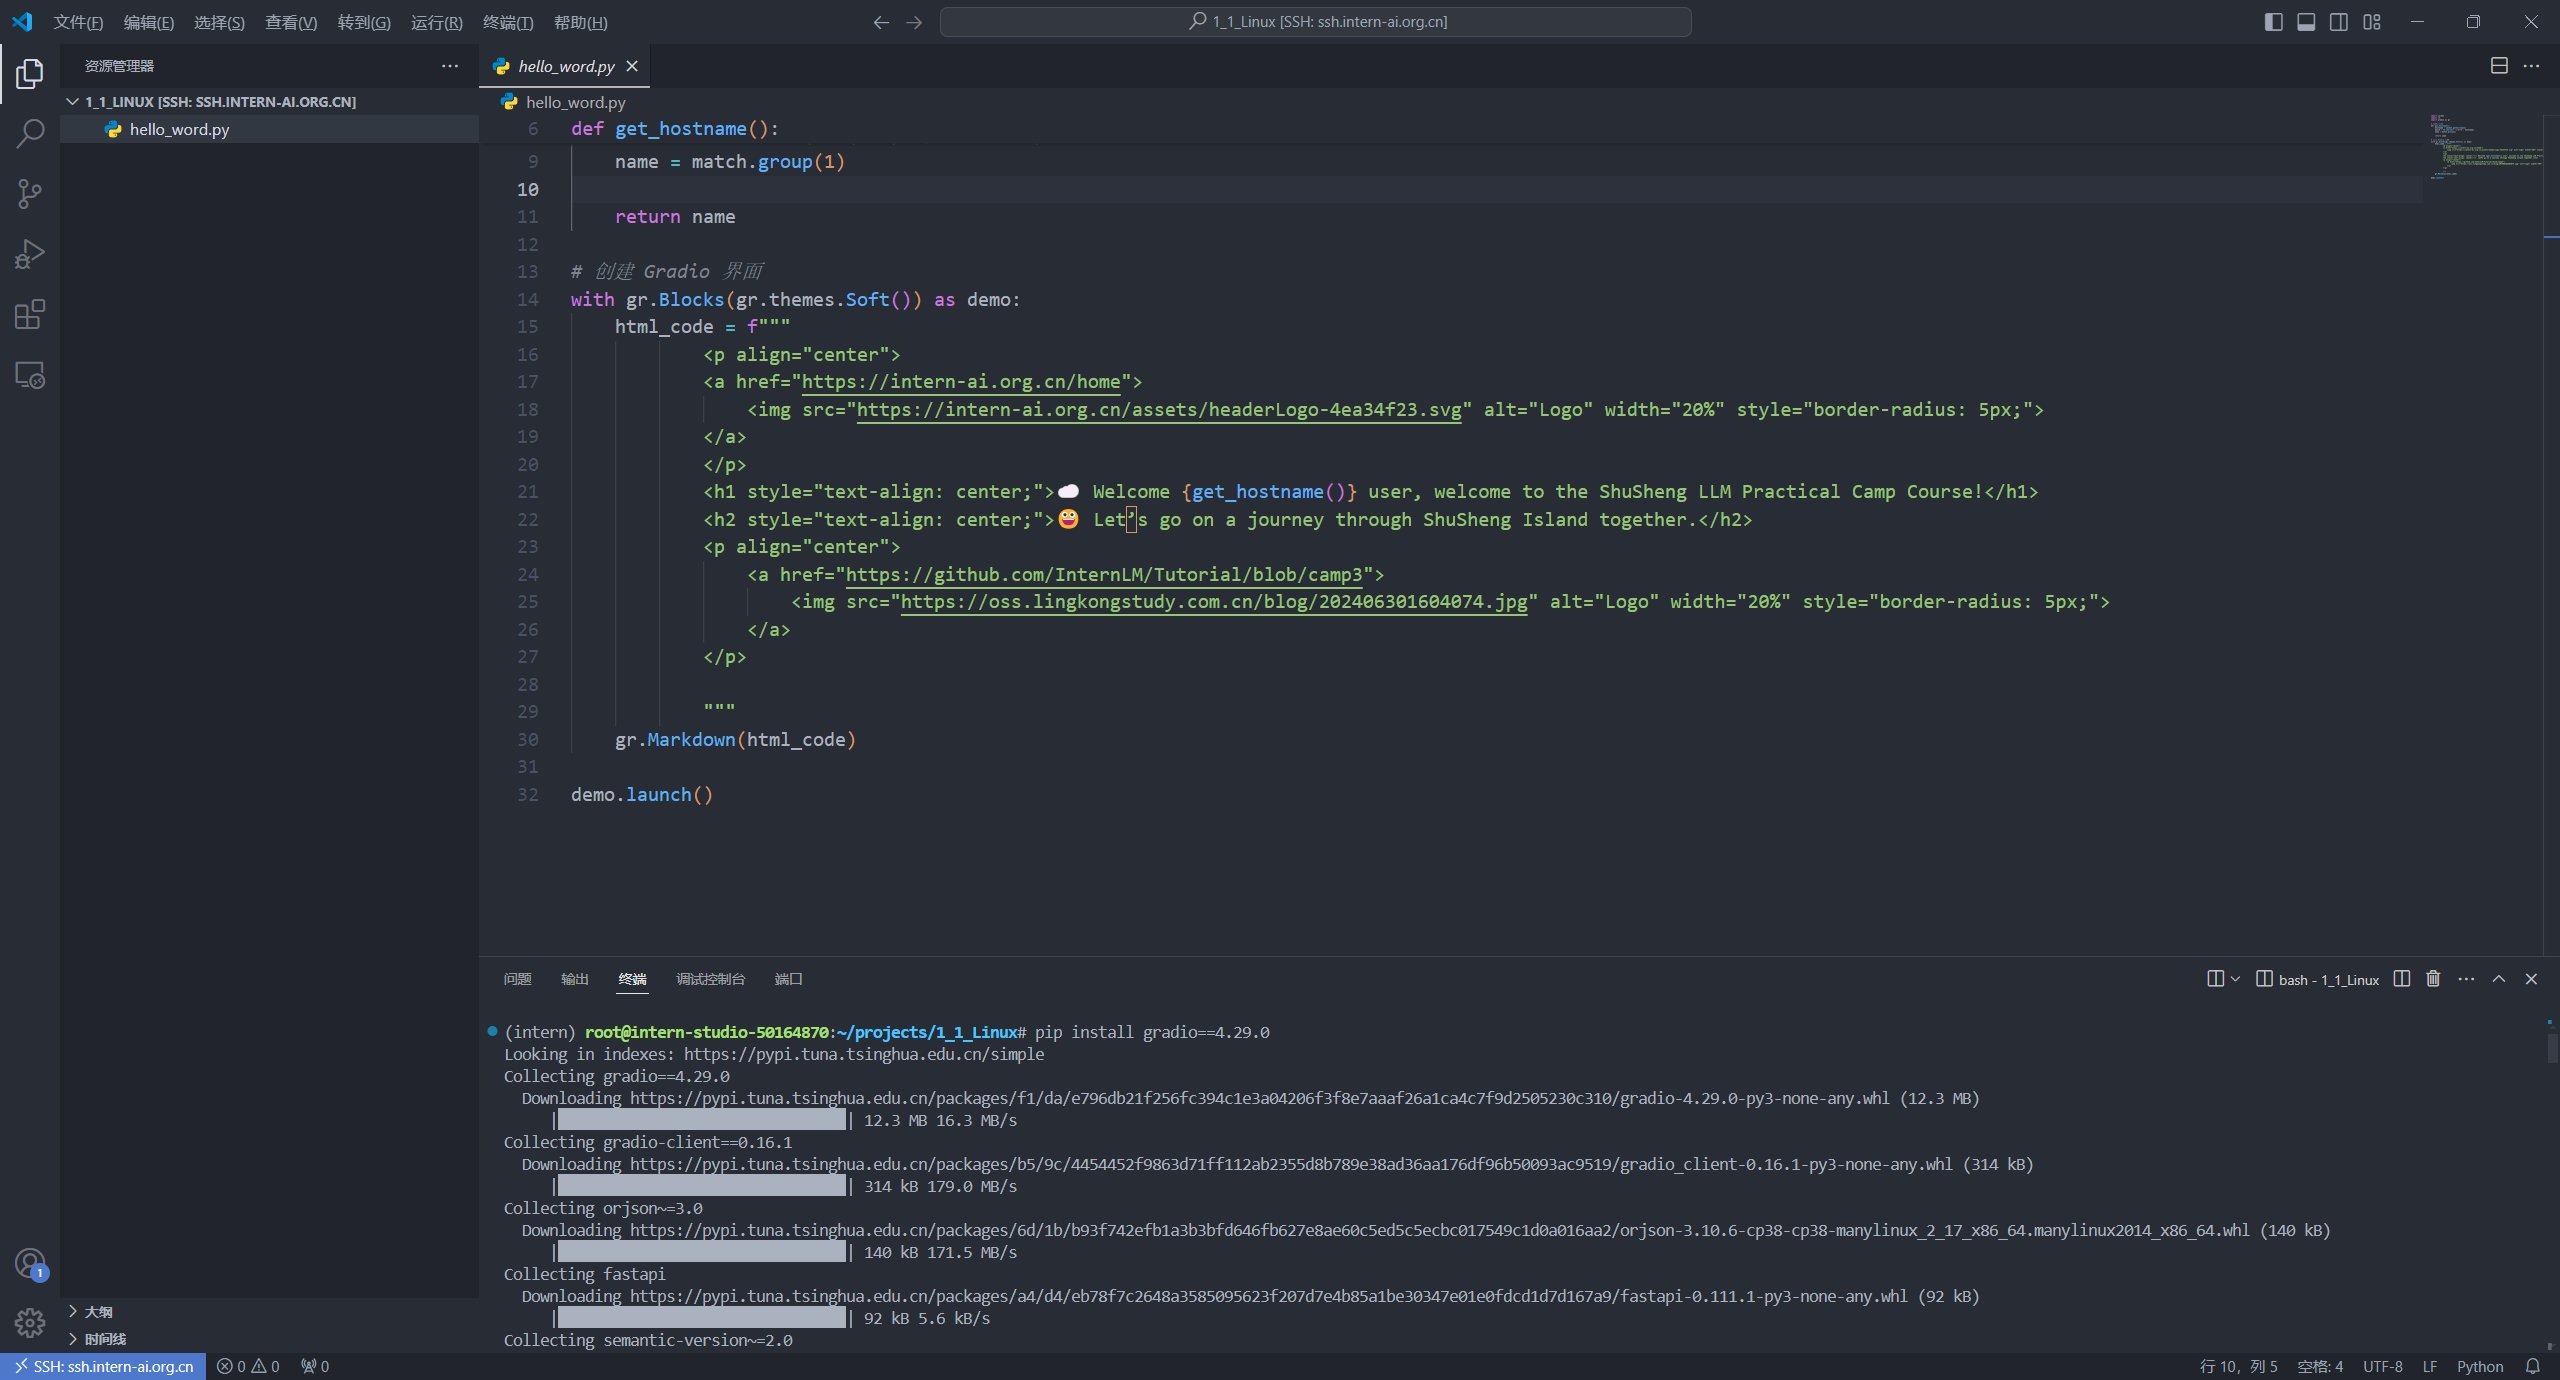 文件(F) 编辑(E) 选择(S) 查看(V) 转到(G) 运行(R) 终端(T) 帮助(H)
1_1_Linux [SSH: ssh.intern-ai.org.cn]
资源管理器
1_1_LINUX [SSH: SSH.INTERN-AI.ORG.CN]
hello_word.py
hello_word.py
hello_word.py
6 def get_hostname():
9     name = match.group(1)
10
11     return name
12
13 # 创建 Gradio 界面
14 with gr.Blocks(gr.themes.Soft()) as demo:
15     html_code = f"""
16             <p align="center">
17             <a href="https://intern-ai.org.cn/home">
18                 <img src="https://intern-ai.org.cn/assets/headerLogo-4ea34f23.svg" alt="Logo" width="20%" style="border-radius: 5px;">
19             </a>
20             </p>
21             <h1 style="text-align: center;">☁️ Welcome {get_hostname()} user, welcome to the ShuSheng LLM Practical Camp Course!</h1>
22             <h2 style="text-align: center;">😀 Let’s go on a journey through ShuSheng Island together.</h2>
23             <p align="center">
24                 <a href="https://github.com/InternLM/Tutorial/blob/camp3">
25                     <img src="https://oss.lingkongstudy.com.cn/blog/202406301604074.jpg" alt="Logo" width="20%" style="border-radius: 5px;">
26                 </a>
27             </p>
28
29             """
30     gr.Markdown(html_code)
31
32 demo.launch()
问题 输出 终端 调试控制台 端口
bash - 1_1_Linux
(intern) root@intern-studio-50164870:~/projects/1_1_Linux# pip install gradio==4.29.0
Looking in indexes: https://pypi.tuna.tsinghua.edu.cn/simple
Collecting gradio==4.29.0
  Downloading https://pypi.tuna.tsinghua.edu.cn/packages/f1/da/e796db21f256fc394c1e3a04206f3f8e7aaaf26a1ca4c7f9d2505230c310/gradio-4.29.0-py3-none-any.whl (12.3 MB)
| | 12.3 MB 16.3 MB/s
Collecting gradio-client==0.16.1
  Downloading https://pypi.tuna.tsinghua.edu.cn/packages/b5/9c/4454452f9863d71ff112ab2355d8b789e38ad36aa176df96b50093ac9519/gradio_client-0.16.1-py3-none-any.whl (314 kB)
| | 314 kB 179.0 MB/s
Collecting orjson~=3.0
  Downloading https://pypi.tuna.tsinghua.edu.cn/packages/6d/1b/b93f742efb1a3b3bfd646fb627e8ae60c5ed5c5ecbc017549c1d0a016aa2/orjson-3.10.6-cp38-cp38-manylinux_2_17_x86_64.manylinux2014_x86_64.whl (140 kB)
| | 140 kB 171.5 MB/s
Collecting fastapi
  Downloading https://pypi.tuna.tsinghua.edu.cn/packages/a4/d4/eb78f7c2648a3585095623f207d7e4b85a1be30347e01e0fdcd1d7d167a9/fastapi-0.111.1-py3-none-any.whl (92 kB)
| | 92 kB 5.6 kB/s
Collecting semantic-version~=2.0
1
大纲
时间线
SSH: ssh.intern-ai.org.cn 0 0 0 行 10，列 5 空格: 4 UTF-8 LF Python